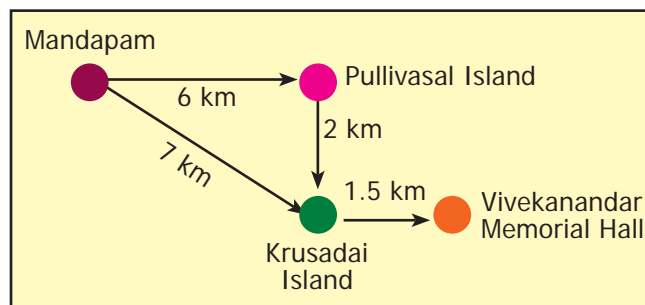 Mandapam
Pullivasal Island
6 km
2 km
7 km
1.5 km
Vivekanandar
Memorial Hall
Krusadai
Island